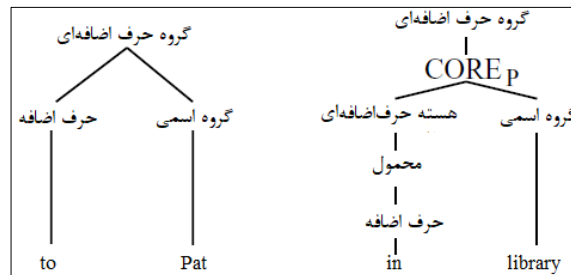 گروه حرف اضافه‌ای
حرف اضافه
گروه اسمی
to
Pat
گروه حرف اضافه‌ای
CORE P
هسته حرف‌اضافه‌ای
گروه اسمی
محمول
حرف اضافه
in
library